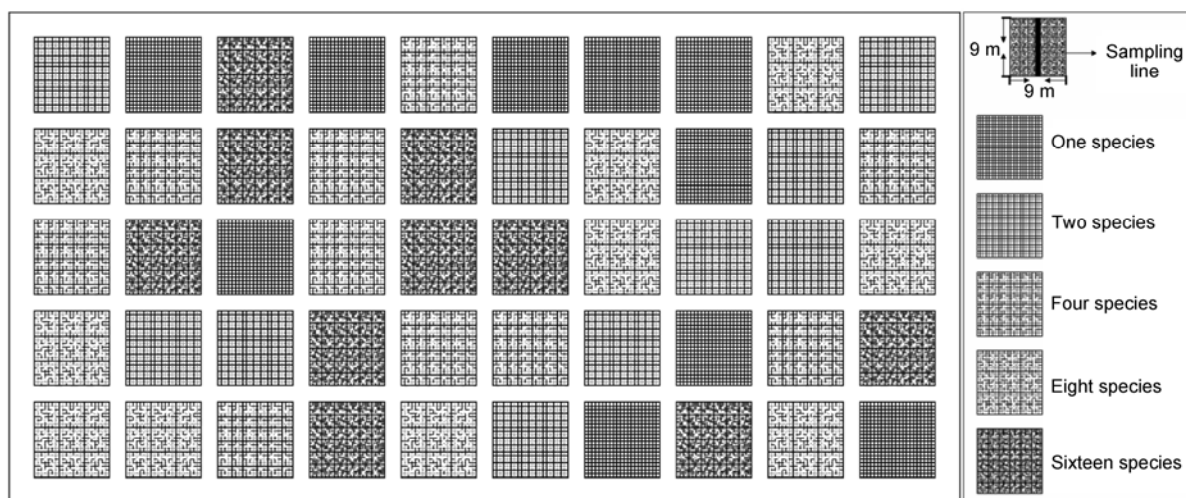 9 m
Sampling
line
9 m
One species
Two species
Four species
Eight species
Sixteen species